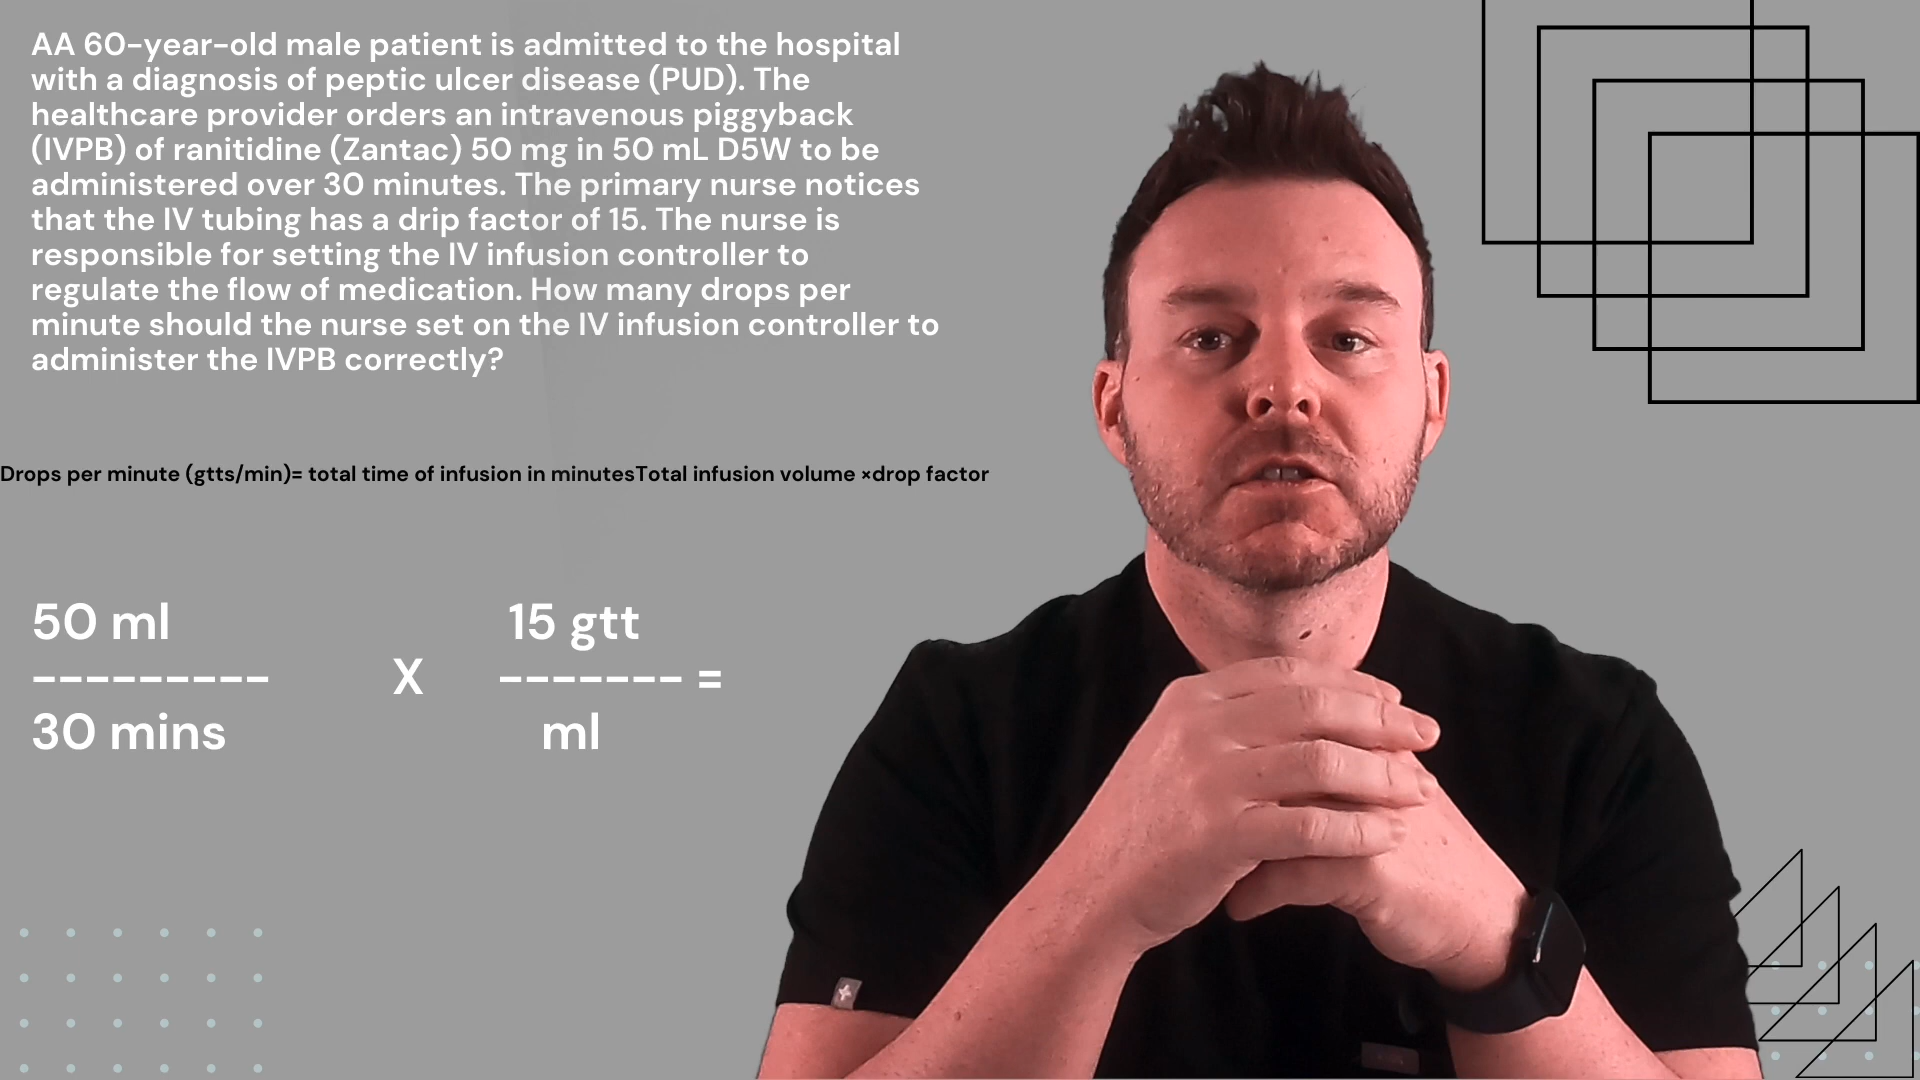 AA 60-year-old male patient is admitted to the hospital
with a diagnosis of peptic ulcer disease (PUD). The
healthcare provider orders an intravenous piggyback
(IVPB) of ranitidine (Zantac) 50 mg in 50 mL D5W to be
administered over 30 minutes. The primary nurse notices
that the IV tubing has a drip factor of 15. The nurse is
responsible for setting the IV infusion controller to
regulate the flow of medication. How many drops per
minute should the nurse set on the IV infusion controller to
administer the IVPB correctly?
Drops per minute (gtts/min)= total time of infusion in minutesTotal infusion volume ×drop factor
50 ml 15 gtt
--------- X ------- =
30 mins ml